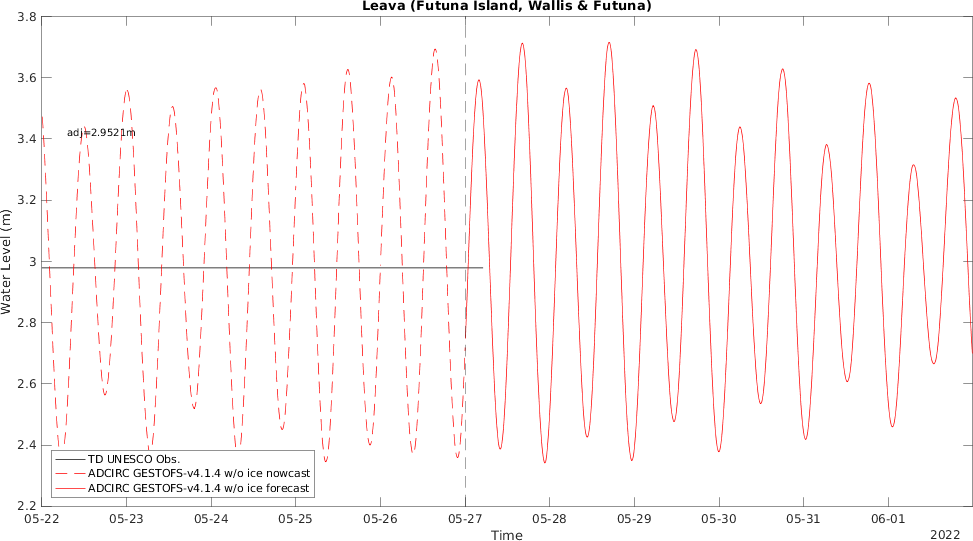 Leava (Futuna Island, Wallis & Futuna)
3.8
3.6
3.4
3.2
3
2.8
2.6
2.4
2.2
Water Level (m)
adj=2.9521m
TD UNESCO Obs.
ADCIRC GESTOFS-v4.1.4 w/o ice nowcast
ADCIRC GESTOFS-v4.1.4 w/o ice forecast
05-22 05-23 05-24 05-25 05-26 05-27 05-28 05-29 05-30 05-31 06-01
Time
2022